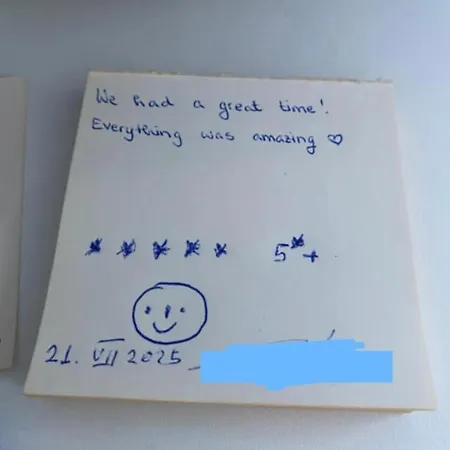 We had a great time!
Everything was amazing ♡
* * * * * 5*+
21. VII 2025